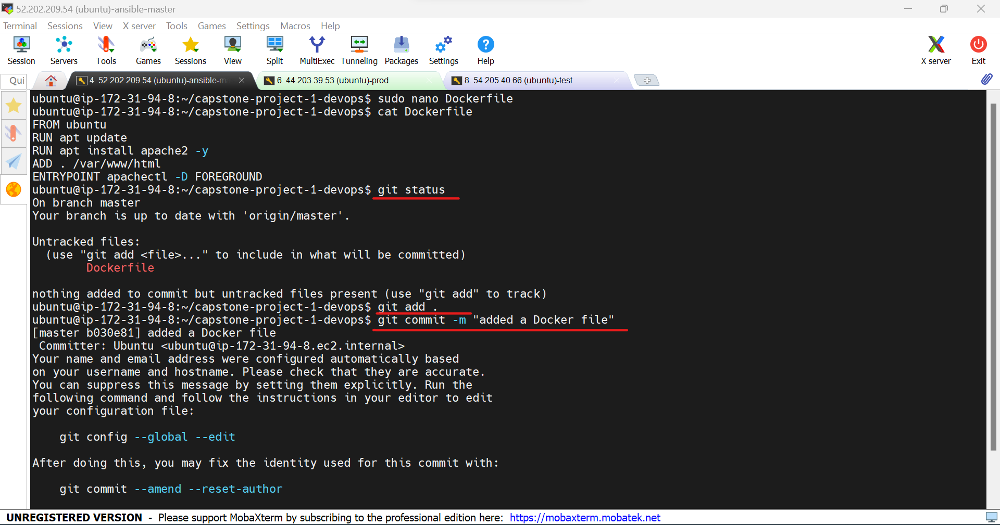 52.202.209.54 (ubuntu)-ansible-master
Terminal Sessions View X server Tools Games Settings Macros Help
Session Servers Tools Games Sessions View Split MultiExec Tunneling Packages Settings Help X server Exit
Qui 4. 52.202.209.54 (ubuntu)-ansible-ma 6. 44.203.39.53 (ubuntu)-prod 8. 54.205.40.66 (ubuntu)-test
ubuntu@ip-172-31-94-8:~/capstone-project-1-devops$ sudo nano Dockerfile
ubuntu@ip-172-31-94-8:~/capstone-project-1-devops$ cat Dockerfile
FROM ubuntu
RUN apt update
RUN apt install apache2 -y
ADD . /var/www/html
ENTRYPOINT apachectl -D FOREGROUND
ubuntu@ip-172-31-94-8:~/capstone-project-1-devops$ git status
On branch master
Your branch is up to date with 'origin/master'.
Untracked files:
(use "git add <file>..." to include in what will be committed)
Dockerfile
nothing added to commit but untracked files present (use "git add" to track)
ubuntu@ip-172-31-94-8:~/capstone-project-1-devops$ git add .
ubuntu@ip-172-31-94-8:~/capstone-project-1-devops$ git commit -m "added a Docker file"
[master b030e81] added a Docker file
Committer: Ubuntu <ubuntu@ip-172-31-94-8.ec2.internal>
Your name and email address were configured automatically based
on your username and hostname. Please check that they are accurate.
You can suppress this message by setting them explicitly. Run the
following command and follow the instructions in your editor to edit
your configuration file:
git config --global --edit
After doing this, you may fix the identity used for this commit with:
git commit --amend --reset-author
UNREGISTERED VERSION - Please support MobaXterm by subscribing to the professional edition here: https://mobaxterm.mobatek.net